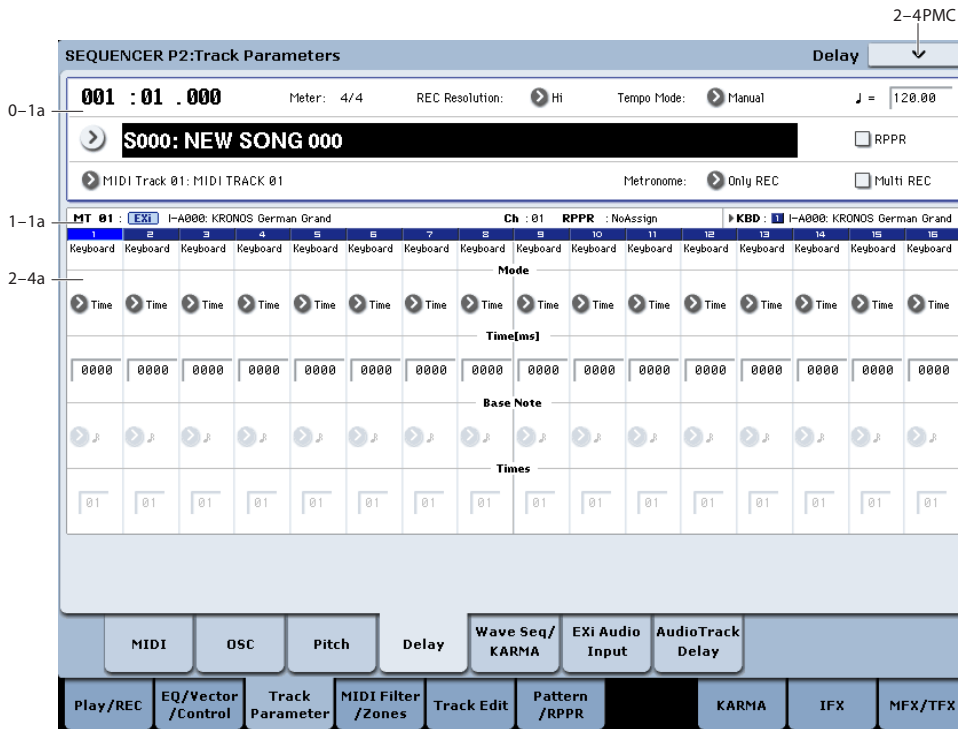 2–4PMC
SEQUENCER P2:Track Parameters Delay
0–1a
001 :01 .000 Meter: 4/4 REC Resolution: Hi Tempo Mode: Manual ♩ = 120.00
S000: NEW SONG 000 RPPR
MIDI Track 01: MIDI TRACK 01 Metronome: Only REC Multi REC
1–1a
MT 01 : EXi I-A000: KRONOS German Grand Ch :01 RPPR : NoAssign KBD : 1 I-A000: KRONOS German Grand
1 2 3 4 5 6 7 8 9 10 11 12 13 14 15 16
Keyboard Keyboard Keyboard Keyboard Keyboard Keyboard Keyboard Keyboard Keyboard Keyboard Keyboard Keyboard Keyboard Keyboard Keyboard Keyboard
2–4a
Mode
Time Time Time Time Time Time Time Time Time Time Time Time Time Time Time Time
Time[ms]
0000 0000 0000 0000 0000 0000 0000 0000 0000 0000 0000 0000 0000 0000 0000 0000
Base Note
♪ ♪ ♪ ♪ ♪ ♪ ♪ ♪ ♪ ♪ ♪ ♪ ♪ ♪ ♪ ♪
Times
01 01 01 01 01 01 01 01 01 01 01 01 01 01 01 01
MIDI OSC Pitch Delay Wave Seq/ KARMA EXi Audio Input AudioTrack Delay
Play/REC EQ/Vector /Control Track Parameter MIDI Filter /Zones Track Edit Pattern /RPPR KARMA IFX MFX/TFX